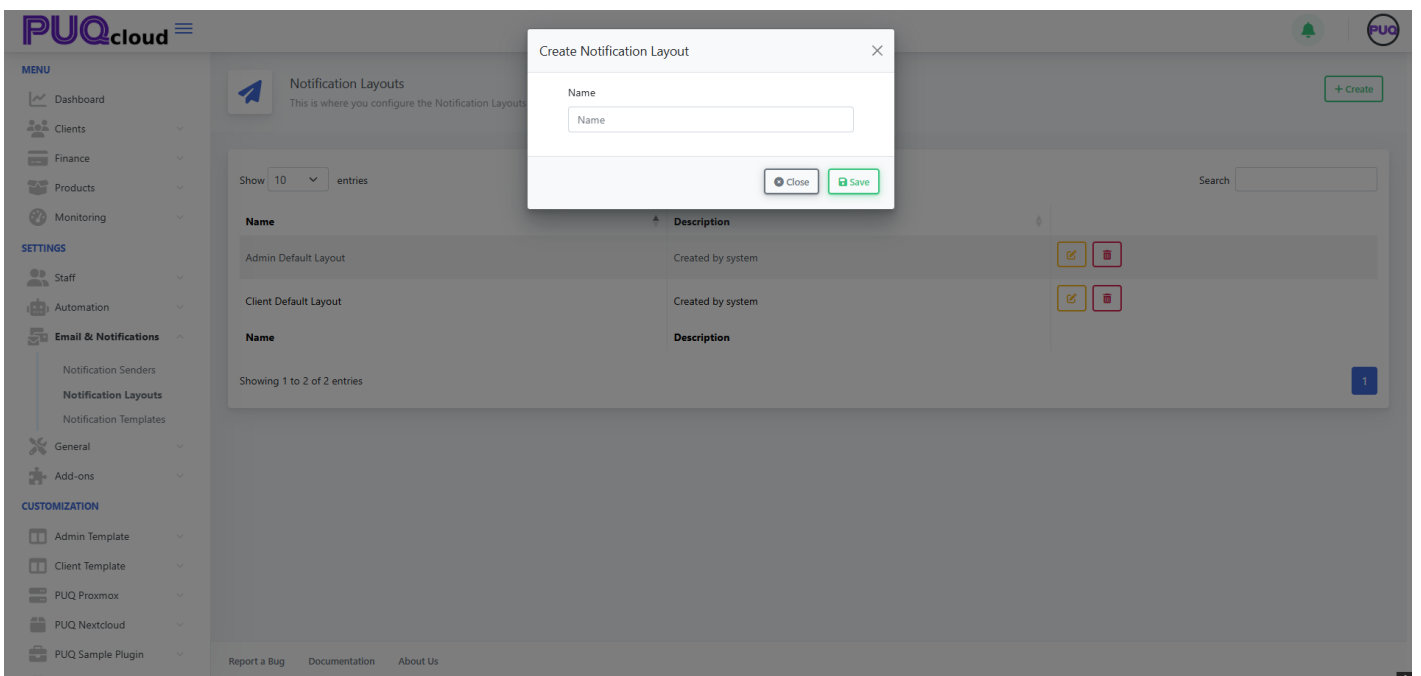 PUQcloud
PUQ
MENU
Dashboard
Clients
Finance
Products
Monitoring
SETTINGS
Staff
Automation
Email & Notifications
Notification Senders
Notification Layouts
Notification Templates
General
Add-ons
CUSTOMIZATION
Admin Template
Client Template
PUQ Proxmox
PUQ Nextcloud
PUQ Sample Plugin
Notification Layouts
This is where you configure the Notification Layouts
+ Create
Create Notification Layout
Name
Name
Close
Save
Show 10 entries
Search
Name Description
Admin Default Layout Created by system
Client Default Layout Created by system
Name Description
Showing 1 to 2 of 2 entries
1
Report a Bug Documentation About Us